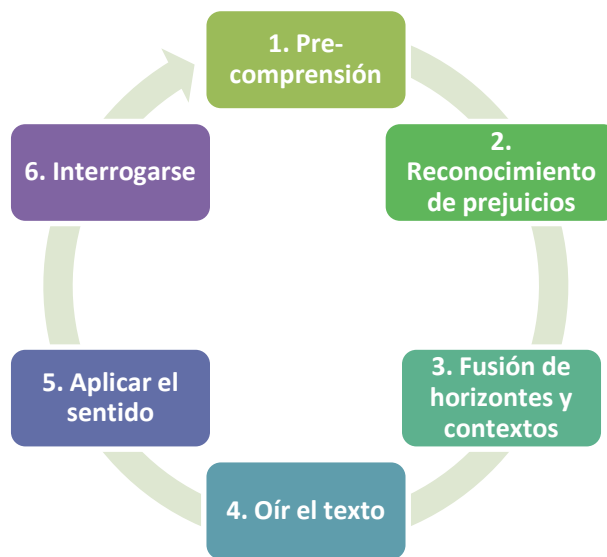 1. Pre-
comprensión
2.
Reconocimiento
de prejuicios
3. Fusión de
horizontes y
contextos
4. Oír el texto
5. Aplicar el
sentido
6. Interrogarse